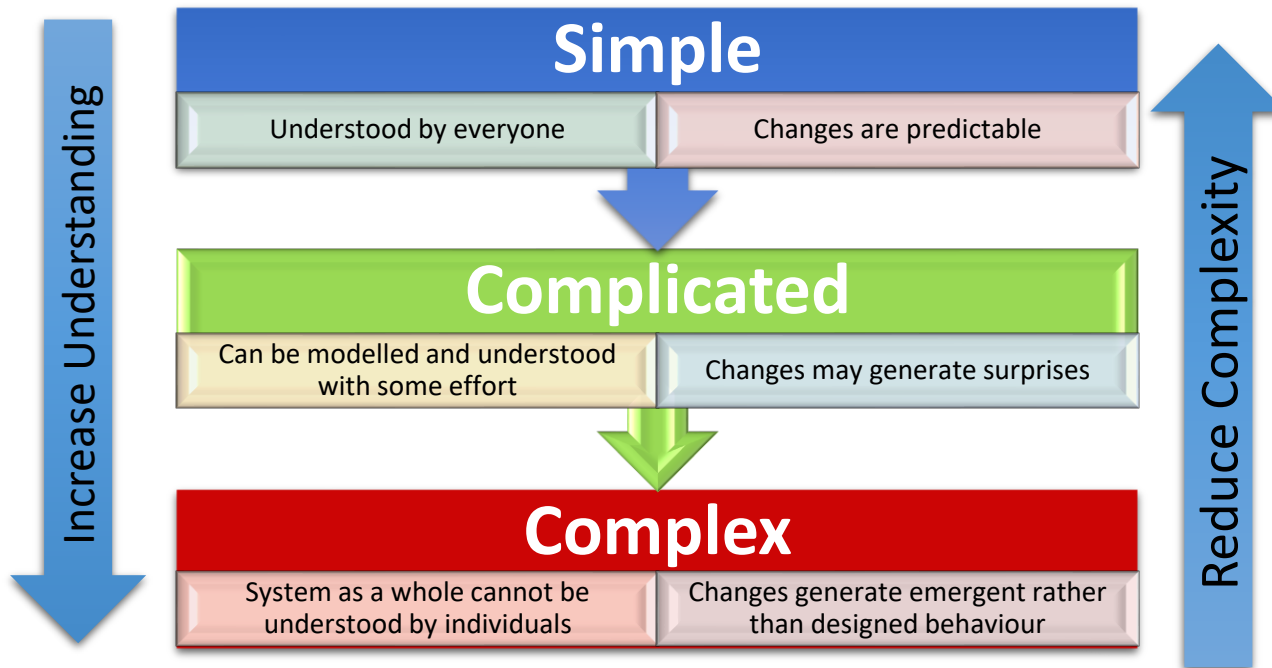 Simple
Understood by everyone
Changes are predictable
Increase Understanding
Reduce Complexity
Complicated
Can be modelled and understood
with some effort
Changes may generate surprises
Complex
System as a whole cannot be
understood by individuals
Changes generate emergent rather
than designed behaviour